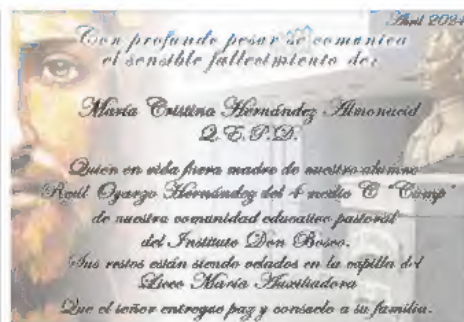 Abril 2024
Con profundo pesar se comunica
el sensible fallecimiento de:
María Cristina Hernández Almonacid
Q.E.P.D.
Quien en vida fuera madre de nuestro alumno
Raúl Oyarzo Hernández del 4 medio C "Camp"
de nuestra comunidad educativo pastoral
del Instituto Don Bosco.
Sus restos están siendo velados en la capilla del
Liceo María Auxiliadora
Que el señor entregue paz y consuelo a su familia.